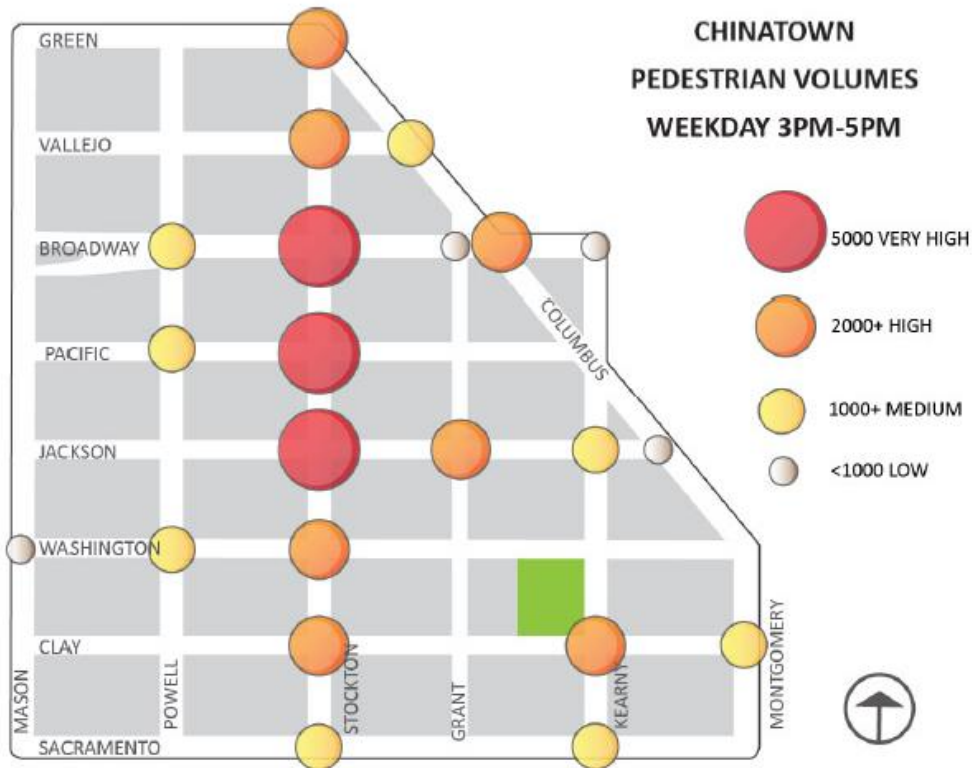 CHINATOWN
PEDESTRIAN VOLUMES
WEEKDAY 3PM-5PM
5000 VERY HIGH
2000+ HIGH
1000+ MEDIUM
<1000 LOW
GREEN
VALLEJO
BROADWAY
PACIFIC
JACKSON
WASHINGTON
CLAY
SACRAMENTO
COLUMBUS
MASON
POWELL
STOCKTON
GRANT
KEARNY
MONTGOMERY